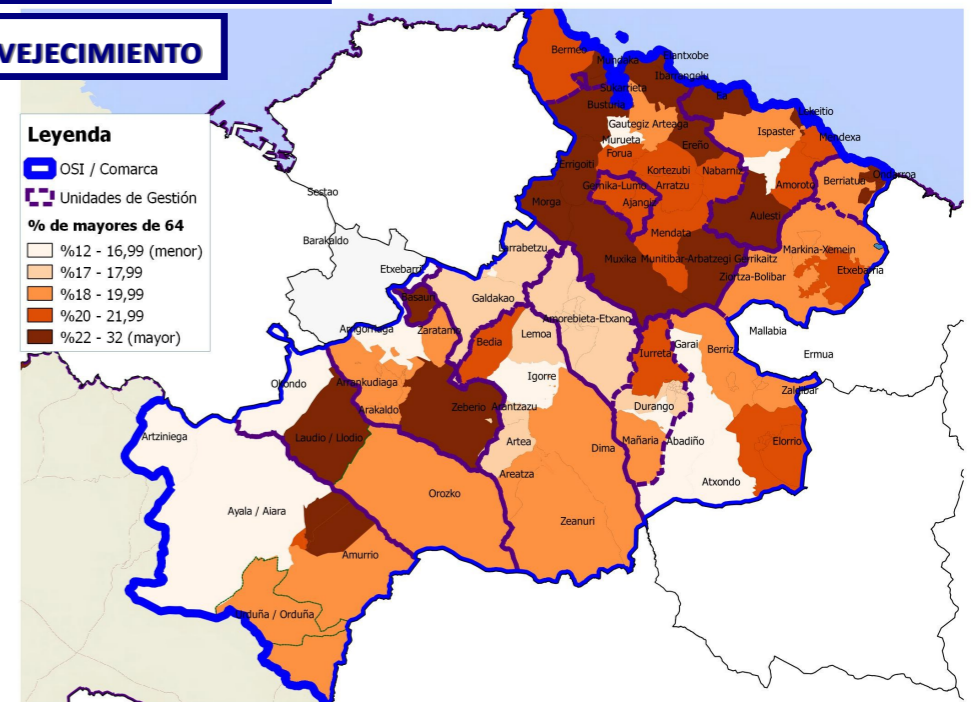 VEJECIMIENTO
Leyenda
OSI / Comarca
Unidades de Gestión
% de mayores de 64
%12 - 16,99 (menor)
%17 - 17,99
%18 - 19,99
%20 - 21,99
%22 - 32 (mayor)
Bermeo
Mundaka
Elantxobe
Ibarrangelu
Sukarrieta
Ea
Busturia
Lekeitio
Gautegiz Arteaga
Ispaster
Mendexa
Murueta
Ereño
Forua
Errigoiti
Kortezubi
Nabarniz
Ondarroa
Gernika-Lumo
Arratzu
Amoroto
Berriatua
Sestao
Morga
Ajangiz
Aulesti
Mendata
Barakaldo
Larrabetzu
Markina-Xemein
Etxebarri
Muxika
Munitibar-Arbatzegi Gerrikaitz
Etxebarria
Ziortza-Bolibar
Basauri
Galdakao
Amorebieta-Etxano
Arrigorriaga
Zaratamo
Mallabia
Bedia
Lemoa
Garai
Berriz
Iurreta
Ermua
Okondo
Arrankudiaga
Igorre
Zaldibar
Arakaldo
Zeberio
Arantzazu
Durango
Artziniega
Laudio / Llodio
Artea
Dima
Mañaria
Abadiño
Elorrio
Areatza
Atxondo
Orozko
Ayala / Aiara
Zeanuri
Amurrio
Urduña / Orduña